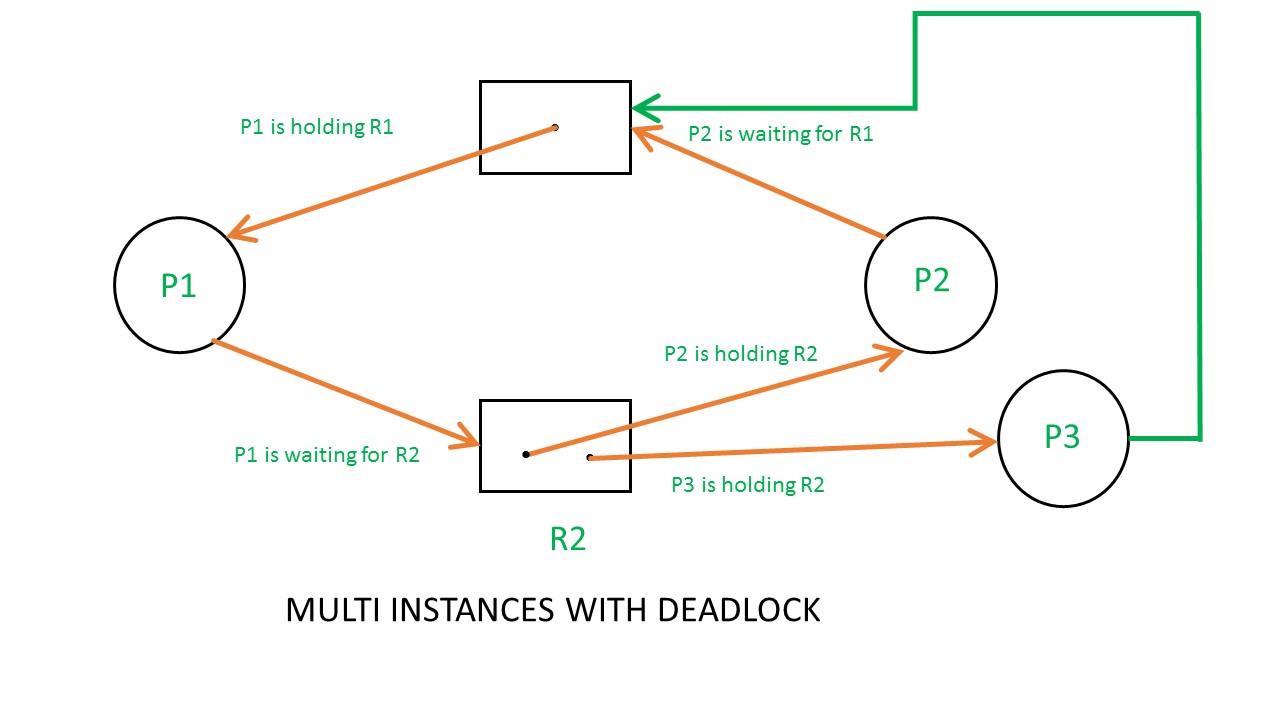 P1 is holding R1
P2 is waiting for R1
P1
P2
P2 is holding R2
P3
P1 is waiting for R2
P3 is holding R2
R2
MULTI INSTANCES WITH DEADLOCK